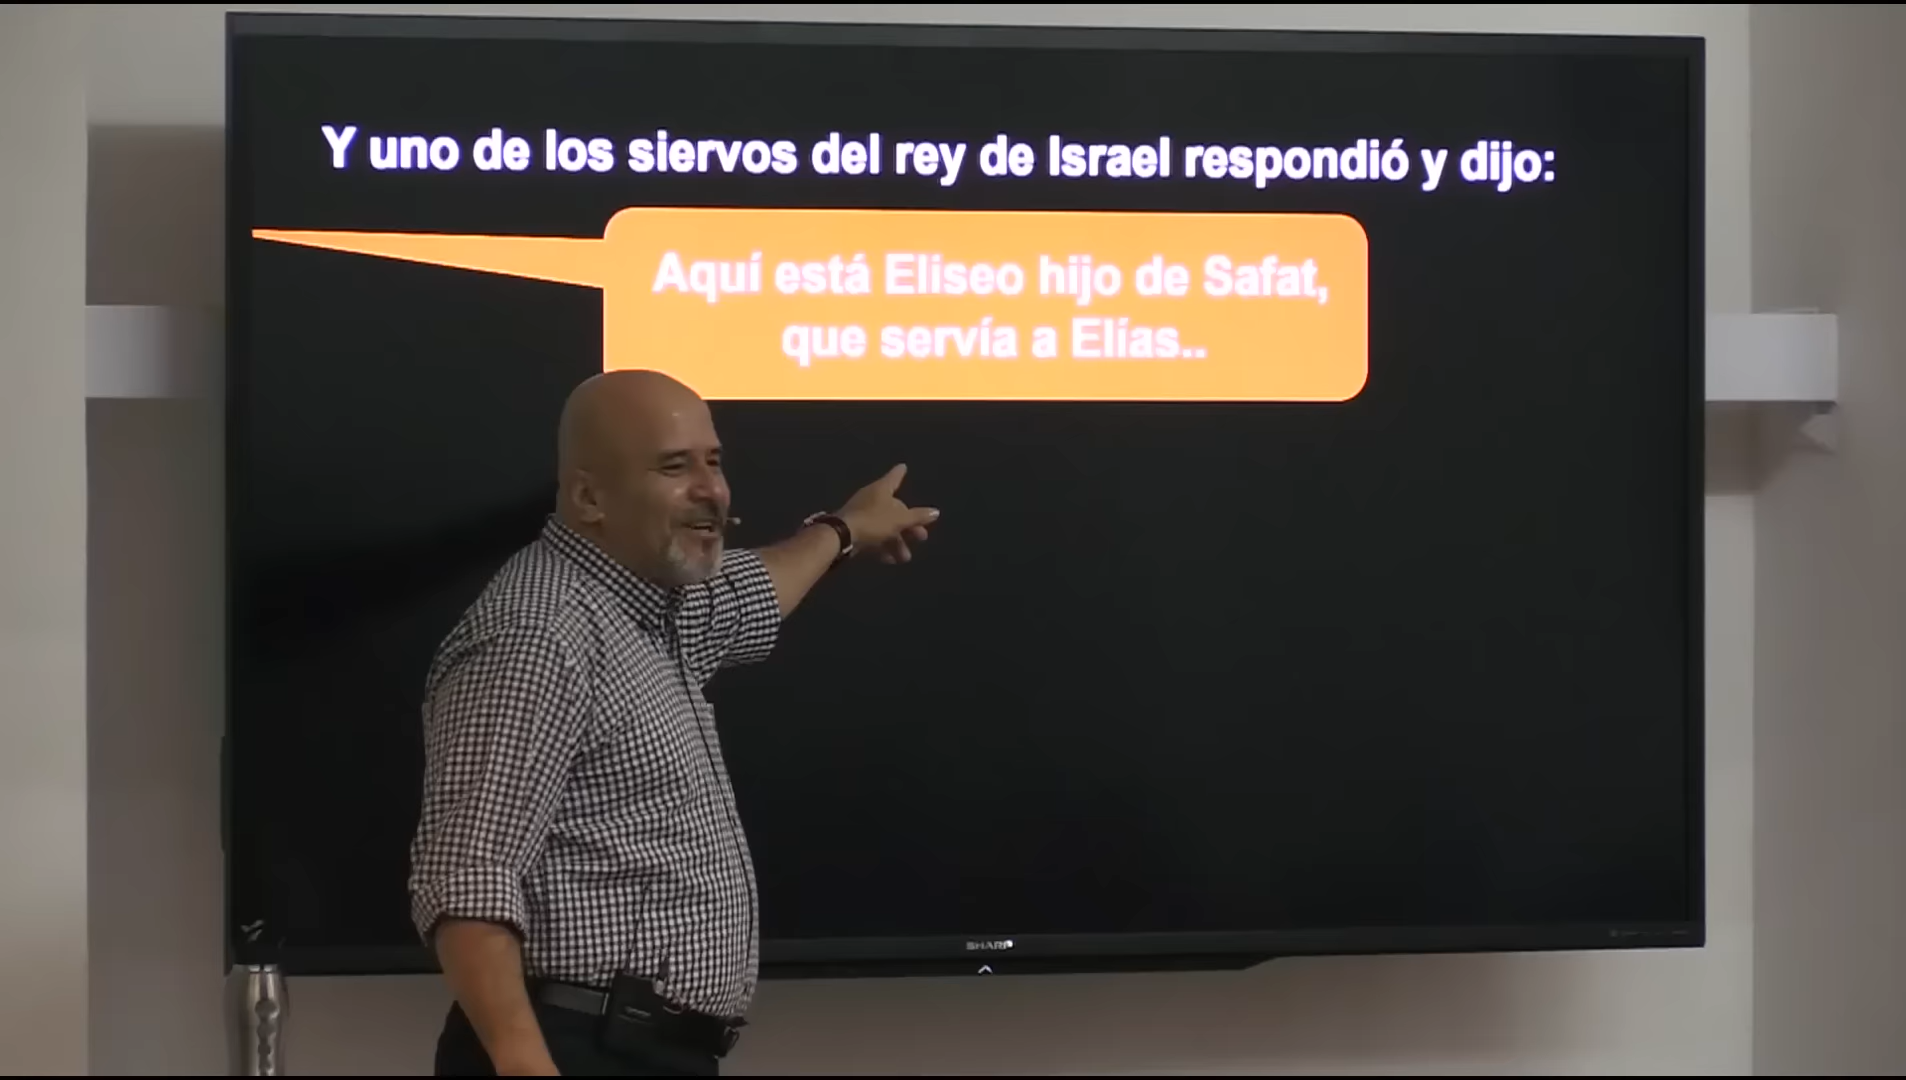 Y uno de los siervos del rey de Israel respondió y dijo:
Aquí está Eliseo hijo de Safat,
que servía a Elías..
SHARP